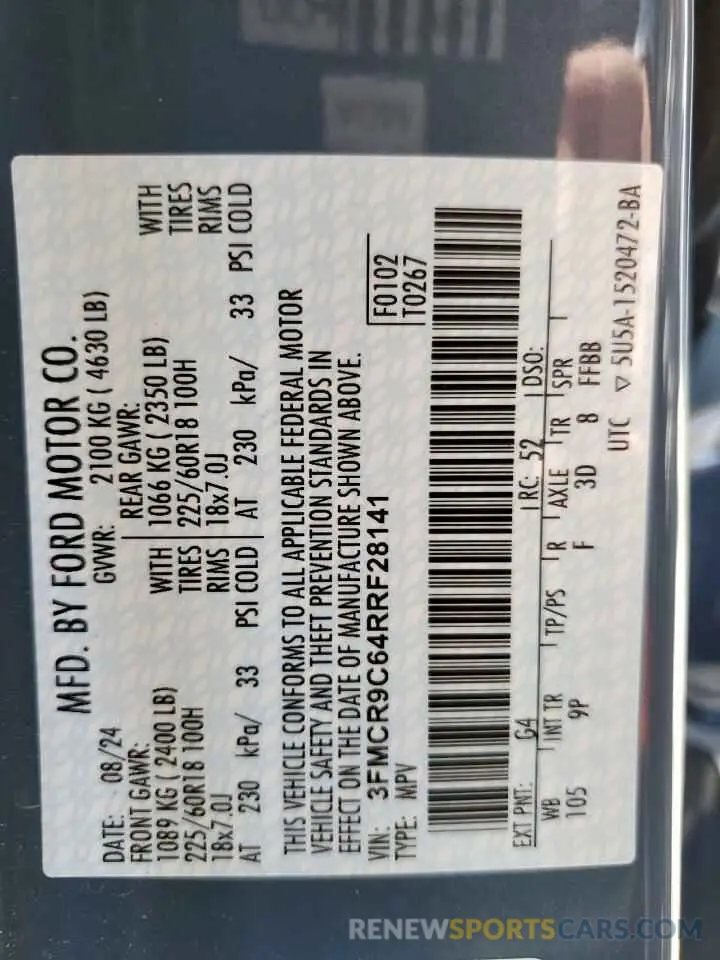 MFD. BY FORD MOTOR CO.
DATE: 08/24 GVWR: 2100 KG ( 4630 LB)
FRONT GAWR: REAR GAWR:
1089 KG ( 2400 LB) WITH 1066 KG ( 2350 LB) WITH
225/60R18 100H TIRES 225/60R18 100H TIRES
18x7.0J RIMS 18x7.0J RIMS
AT 230 kPa/ 33 PSI COLD AT 230 kPa/ 33 PSI COLD
THIS VEHICLE CONFORMS TO ALL APPLICABLE FEDERAL MOTOR
VEHICLE SAFETY AND THEFT PREVENTION STANDARDS IN
EFFECT ON THE DATE OF MANUFACTURE SHOWN ABOVE.
VIN: 3FMCR9C64RRF28141 F0102
TYPE: MPV T0267
EXT PNT: G4 RC: 52 DSO:
WB INT TR TP/PS R AXLE TR SPR
105 9P F 3D 8 FFBB
UTC ▽ 5U5A-1520472-BA
RENEWSPORTSCARS.COM